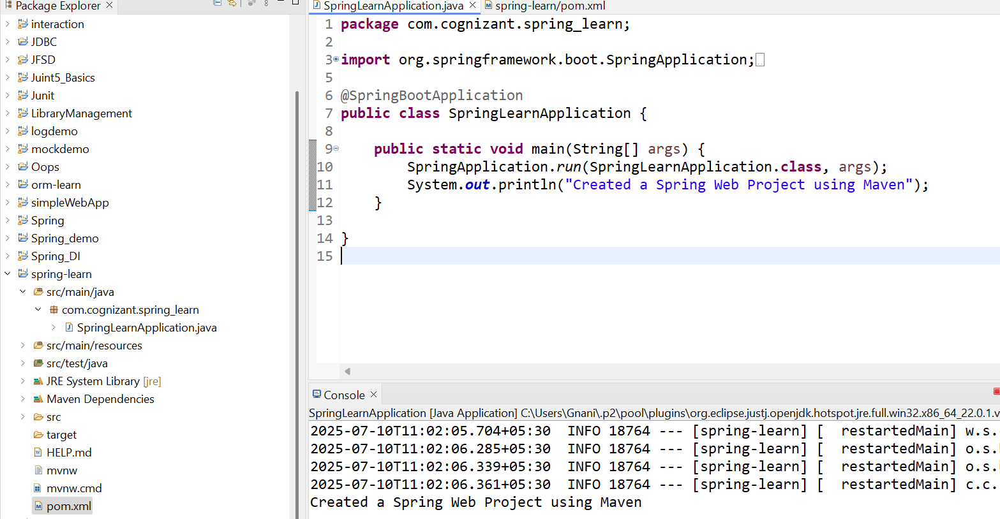 Package Explorer
interaction
JDBC
JFSD
Juint5_Basics
Junit
LibraryManagement
logdemo
mockdemo
Oops
orm-learn
simpleWebApp
Spring
Spring_demo
Spring_DI
spring-learn
src/main/java
com.cognizant.spring_learn
SpringLearnApplication.java
src/main/resources
src/test/java
JRE System Library [jre]
Maven Dependencies
src
target
HELP.md
mvnw
mvnw.cmd
pom.xml
SpringLearnApplication.java
spring-learn/pom.xml
1 package com.cognizant.spring_learn;
2
3 import org.springframework.boot.SpringApplication;
5
6 @SpringBootApplication
7 public class SpringLearnApplication {
8
9     public static void main(String[] args) {
10         SpringApplication.run(SpringLearnApplication.class, args);
11         System.out.println("Created a Spring Web Project using Maven");
12     }
13
14 }
15
Console
SpringLearnApplication [Java Application] C:\Users\Gnani\.p2\pool\plugins\org.eclipse.justj.openjdk.hotspot.jre.full.win32.x86_64_22.0.1.v
2025-07-10T11:02:05.704+05:30  INFO 18764 --- [spring-learn] [  restartedMain] w.s.
2025-07-10T11:02:06.285+05:30  INFO 18764 --- [spring-learn] [  restartedMain] o.s.
2025-07-10T11:02:06.339+05:30  INFO 18764 --- [spring-learn] [  restartedMain] o.s.
2025-07-10T11:02:06.361+05:30  INFO 18764 --- [spring-learn] [  restartedMain] c.c.
Created a Spring Web Project using Maven